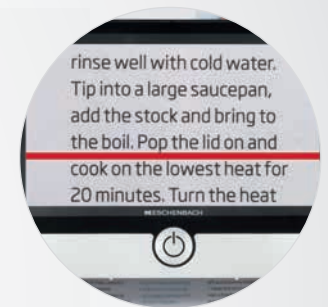 rinse well with cold water.
Tip into a large saucepan,
add the stock and bring to
the boil. Pop the lid on and
cook on the lowest heat for
20 minutes. Turn the heat
ESCHENBACH